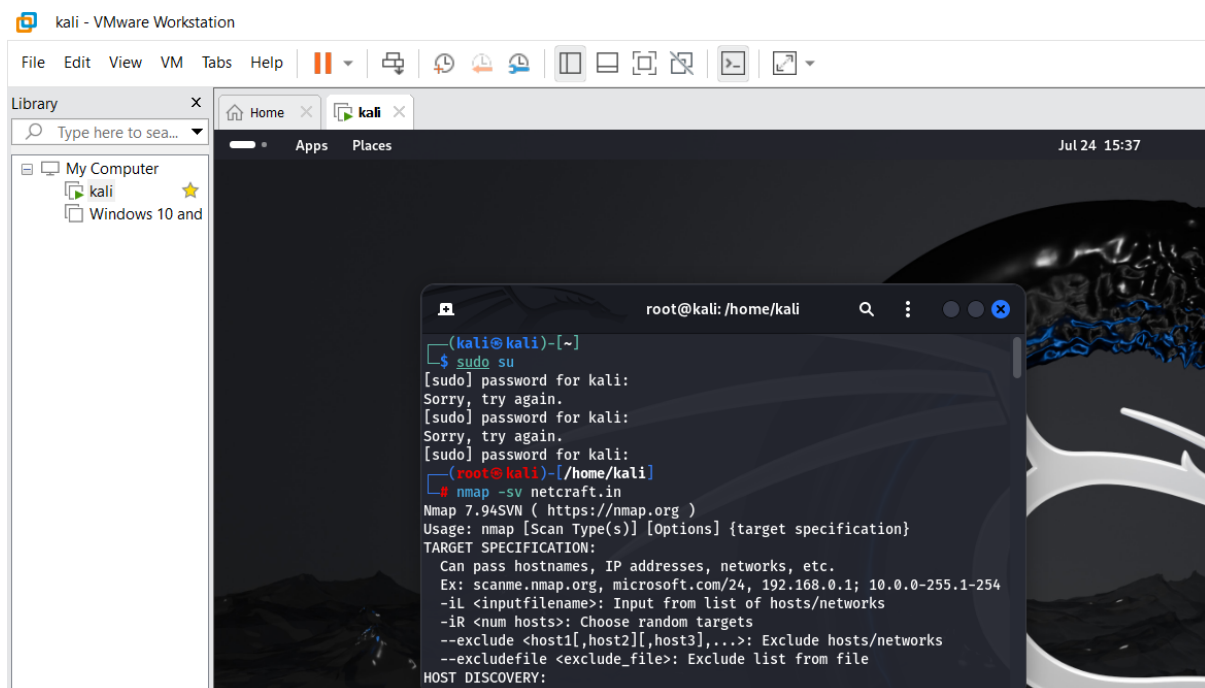 kali - VMware Workstation
File Edit View VM Tabs Help
Library X
Type here to sea...
Home
kali
My Computer
kali
Windows 10 and
Apps Places
Jul 24 15:37
root@kali: /home/kali
(kali㉿kali)-[~]
$ sudo su
[sudo] password for kali:
Sorry, try again.
[sudo] password for kali:
Sorry, try again.
[sudo] password for kali:
(root㉿kali)-[/home/kali]
# nmap -sv netcraft.in
Nmap 7.94SVN ( https://nmap.org )
Usage: nmap [Scan Type(s)] [Options] {target specification}
TARGET SPECIFICATION:
Can pass hostnames, IP addresses, networks, etc.
Ex: scanme.nmap.org, microsoft.com/24, 192.168.0.1; 10.0.0-255.1-254
-iL <inputfilename>: Input from list of hosts/networks
-iR <num hosts>: Choose random targets
--exclude <host1[,host2][,host3],...>: Exclude hosts/networks
--excludefile <exclude_file>: Exclude list from file
HOST DISCOVERY: